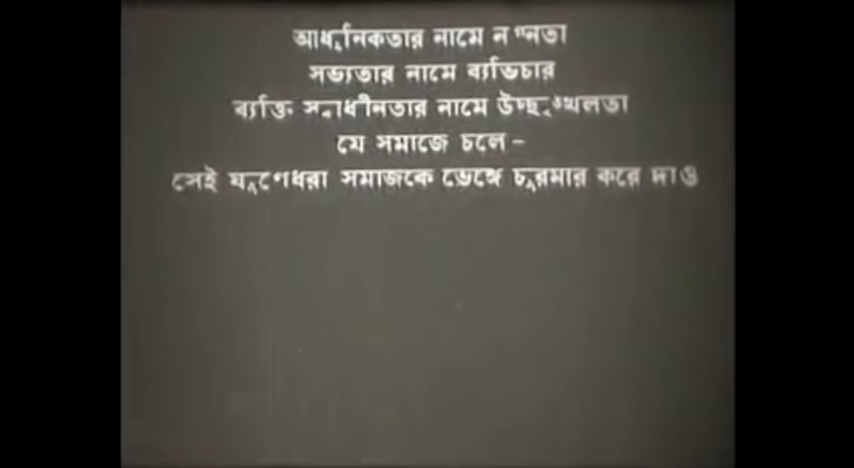 আধুনিকতার নামে নগ্নতা
সভ্যতার নামে ব্যভিচার
ব্যক্তি স্বাধীনতার নামে উচ্ছৃংখলতা
যে সমাজে চলে -
সেই ঘুণেধরা সমাজকে ভেঙ্গে চুরমার করে দাও